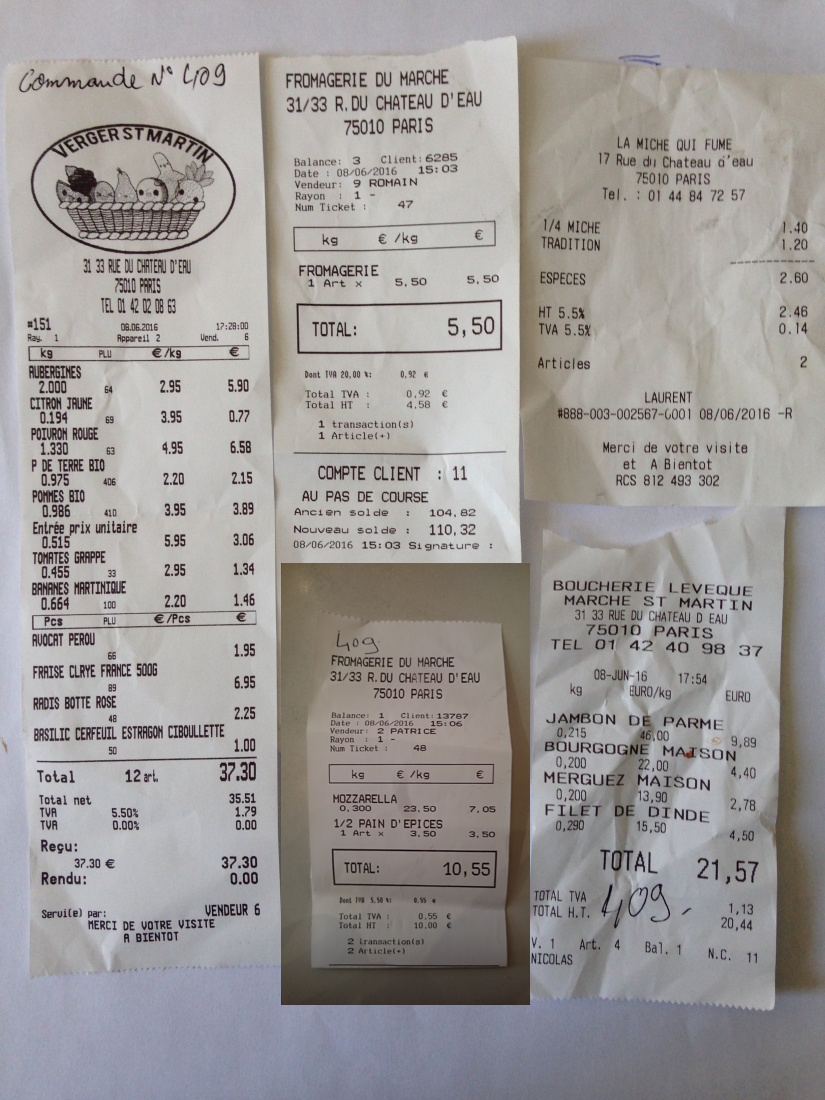 Commande N° 409
VERGER ST MARTIN
31 33 RUE DU CHATEAU D'EAU
75010 PARIS
TEL 01 42 02 08 63
#151 08.06.2016 17:28:00
Ray. 1 Appareil 2 Vend. 6
kg PLU €/kg €
AUBERGINES
2.000 64 2.95 5.90
CITRON JAUNE
0.194 69 3.95 0.77
POIVRON ROUGE
1.330 63 4.95 6.58
P DE TERRE BIO
0.975 406 2.20 2.15
POMMES BIO
0.986 410 3.95 3.89
Entrée prix unitaire
0.515 5.95 3.06
TOMATES GRAPPE
0.455 33 2.95 1.34
BANANES MARTINIQUE
0.664 100 2.20 1.46
Pcs PLU €/Pcs €
AVOCAT PEROU
66 1.95
FRAISE CLRYE FRANCE 500G
89 6.95
RADIS BOTTE ROSE
48 2.25
BASILIC CERFEUIL ESTRAGON CIBOULLETTE
50 1.00
Total 12 art. 37.30
Total net 35.51
TVA 5.50% 1.79
TVA 0.00% 0.00
Reçu:
37.30 € 37.30
Rendu: 0.00
Servi(e) par: VENDEUR 6
MERCI DE VOTRE VISITE
A BIENTOT
FROMAGERIE DU MARCHE
31/33 R.DU CHATEAU D'EAU
75010 PARIS
Balance: 3 Client:6285
Date : 08/06/2016 15:03
Vendeur: 9 ROMAIN
Rayon : 1 -
Num Ticket : 47
kg € /kg €
FROMAGERIE
1 Art x 5,50 5,50
TOTAL: 5,50
Dont TVA 20,00 %: 0,92 €
Total TVA : 0,92 €
Total HT : 4,58 €
1 transaction(s)
1 Article(+)
COMPTE CLIENT : 11
AU PAS DE COURSE
Ancien solde : 104,82
Nouveau solde : 110,32
08/06/2016 15:03 Signature :
409
FROMAGERIE DU MARCHE
31/33 R.DU CHATEAU D'EAU
75010 PARIS
Balance: 1 Client:13787
Date : 08/06/2016 15:06
Vendeur: 2 PATRICE
Rayon : 1 -
Num Ticket : 48
kg € /kg €
MOZZARELLA
0,300 23,50 7,05
1/2 PAIN D'EPICES
1 Art x 3,50 3,50
TOTAL: 10,55
Dont TVA 5,50 %: 0,55 €
Total TVA : 0,55 €
Total HT : 10,00 €
2 transaction(s)
2 Article(+)
LA MICHE QUI FUME
17 Rue du Chateau d'eau
75010 PARIS
Tel. : 01 44 84 72 57
1/4 MICHE 1.40
TRADITION 1.20
ESPECES 2.60
HT 5.5% 2.46
TVA 5.5% 0.14
Articles 2
LAURENT
#888-003-002567-0001 08/06/2016 -R
Merci de votre visite
et A Bientot
RCS 812 493 302
BOUCHERIE LEVEQUE
MARCHE ST MARTIN
31 33 RUE DU CHATEAU D EAU
75010 PARIS
TEL 01 42 40 98 37
08-JUN-16 17:54
kg EURO/kg EURO
JAMBON DE PARME
0,215 46,00 9,89
BOURGOGNE MAISON
0,200 22,00 4,40
MERGUEZ MAISON
0,200 13,90 2,78
FILET DE DINDE
0,290 15,50 4,50
TOTAL 21,57
TOTAL TVA 1,13
TOTAL H.T. 20,44
409
V. 1 Art. 4 Bal. 1 N.C. 11
NICOLAS